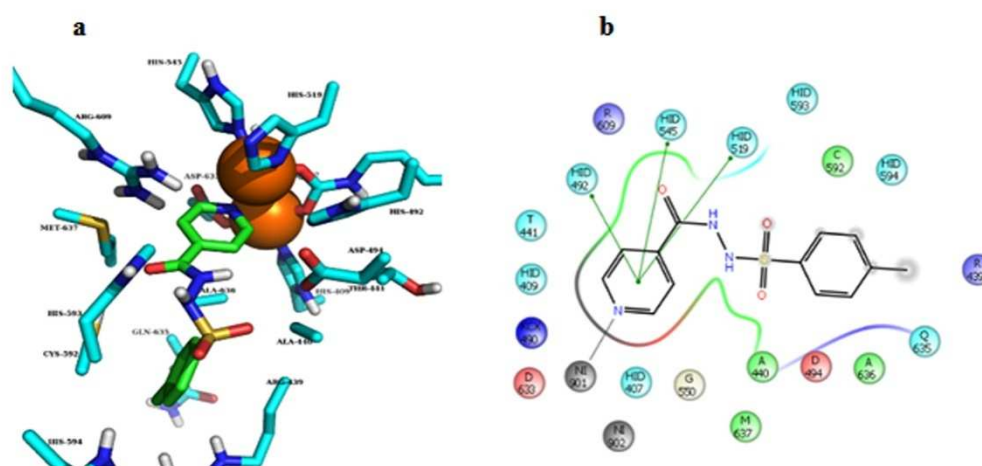 a
b
HIS-545
HIS-519
ARG-609
ASP-63
HIS-492
MET-637
ASP-494
ALA-636
HIS-409
THR-441
HIS-593
GLN-635
ALA-440
CYS-592
ARG-439
HIS-594
HID
593
R
609
HID
545
HID
519
C
592
HID
594
HID
492
O
H
N
T
441
N
H
O
S
O
R
439
HID
409
N
490
Q
635
NI
901
D
633
HID
407
G
550
A
440
D
494
A
636
M
637
NI
902